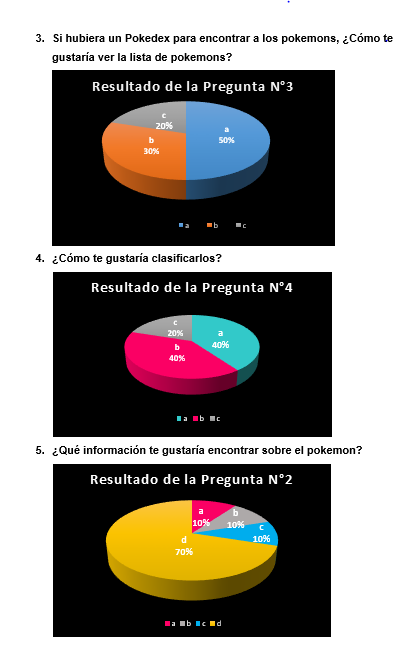 3. Si hubiera un Pokedex para encontrar a los pokemons, ¿Cómo te
gustaría ver la lista de pokemons?
Resultado de la Pregunta N°3
c
20%
a
50%
b
30%
a b c
4. ¿Cómo te gustaría clasificarlos?
Resultado de la Pregunta N°4
c
20%
a
40%
b
40%
a b c
5. ¿Qué información te gustaría encontrar sobre el pokemon?
Resultado de la Pregunta N°2
a
10%
b
10%
c
10%
d
70%
a b c d